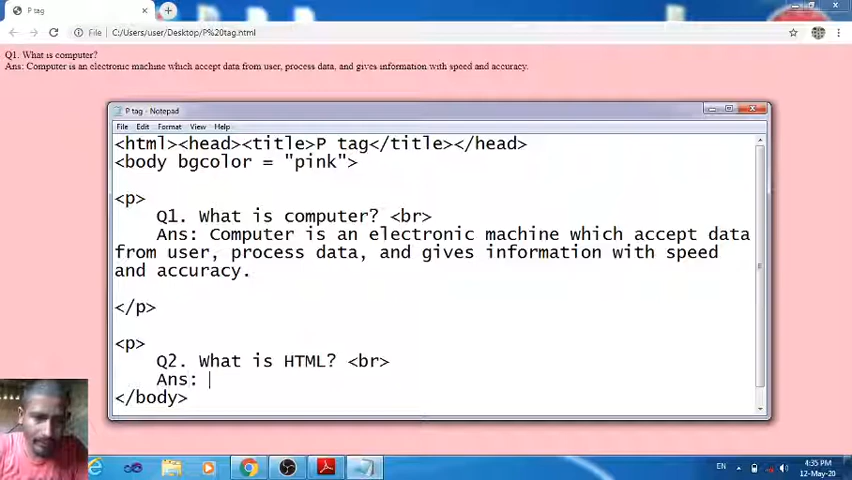 P tag
File
C:/Users/user/Desktop/P%20tag.html
Q1. What is computer?
Ans: Computer is an electronic machine which accept data from user, process data, and gives information with speed and accuracy.
P tag - Notepad
File Edit Format View Help
<html><head><title>P tag</title></head>
<body bgcolor = "pink">
<p>
Q1. What is computer? <br>
Ans: Computer is an electronic machine which accept data
from user, process data, and gives information with speed
and accuracy.
</p>
<p>
Q2. What is HTML? <br>
Ans:
</body>
EN
4:35 PM
12-May-20